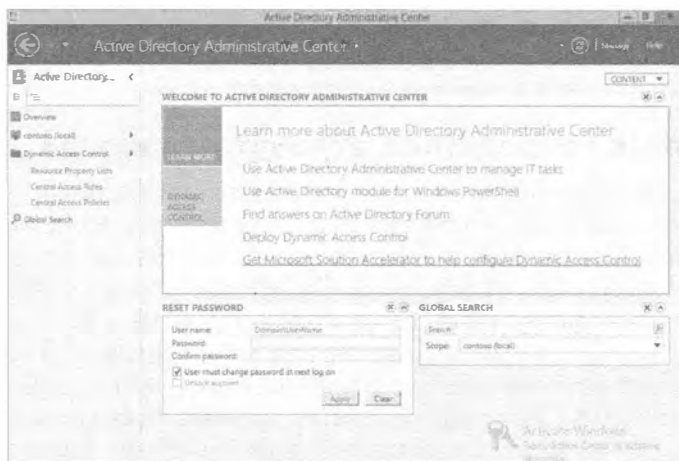 Active Directory Administrative Center
Active Directory Administrative Center
Manage
Help
Active Directory...
CONTENT
WELCOME TO ACTIVE DIRECTORY ADMINISTRATIVE CENTER
Overview
contoso (local)
Dynamic Access Control
Resource Property Lists
Central Access Rules
Central Access Policies
Global Search
LEARN MORE
DYNAMIC
ACCESS
CONTROL
Learn more about Active Directory Administrative Center
Use Active Directory Administrative Center to manage IT tasks
Use Active Directory module for Windows PowerShell
Find answers on Active Directory Forum
Deploy Dynamic Access Control
Get Microsoft Solution Accelerator to help configure Dynamic Access Control
RESET PASSWORD
User name:
Domain\UserName
Password:
Confirm password:
User must change password at next log on
Unlock account
Apply
Clear
GLOBAL SEARCH
Search
Scope: contoso (local)
Activate Windows